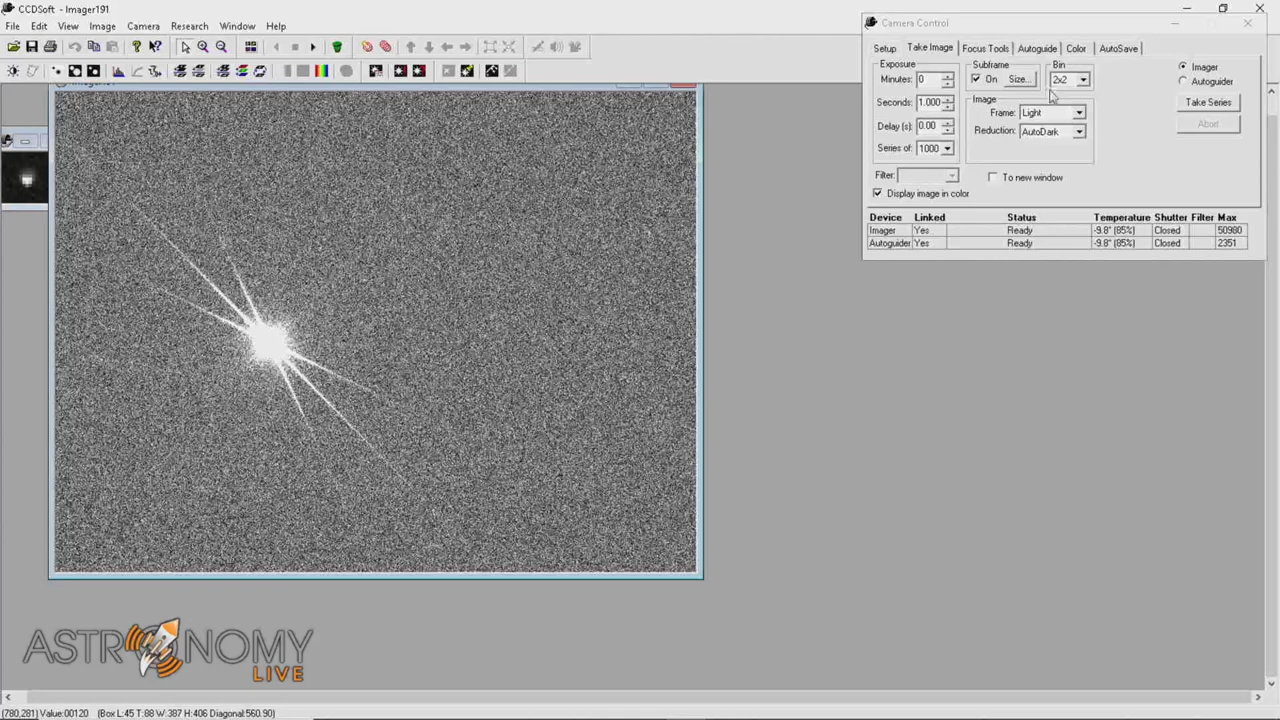 CCDSoft - Imager191
File Edit View Image Camera Research Window Help
Camera Control
Setup Take Image Focus Tools Autoguide Color AutoSave
Exposure
Minutes: 0
Seconds: 1.000
Delay (s): 0.00
Series of: 1000
Filter:
Display image in color
Subframe
On Size...
Bin
2x2
Image
Frame: Light
Reduction: AutoDark
To new window
Imager
Autoguider
Take Series
Abort
Device Linked Status Temperature Shutter Filter Max
Imager Yes Ready -9.8° (85%) Closed 50980
Autoguider Yes Ready -9.8° (85%) Closed 2351
ASTRONOMY
LIVE
(780,281) Value:00120 (Box L:45 T:88 W:387 H:406 Diagonal:560.90)